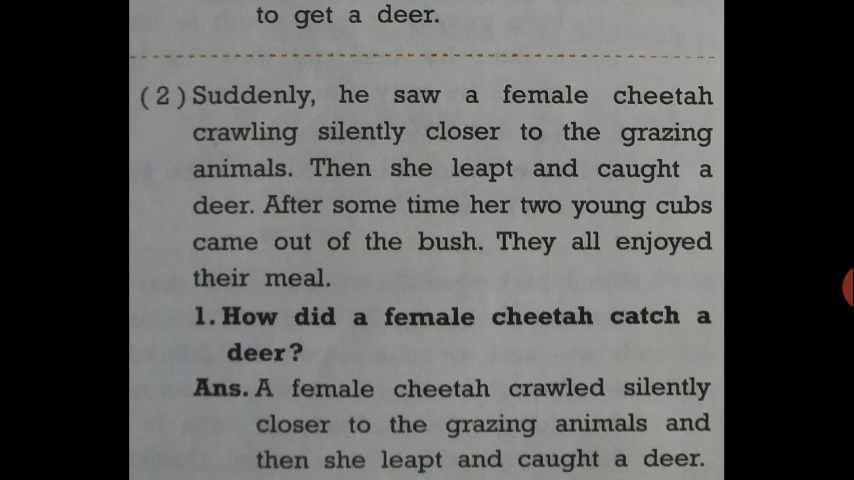 to get a deer.
(2) Suddenly, he saw a female cheetah
crawling silently closer to the grazing
animals. Then she leapt and caught a
deer. After some time her two young cubs
came out of the bush. They all enjoyed
their meal.
1. How did a female cheetah catch a
deer?
Ans. A female cheetah crawled silently
closer to the grazing animals and
then she leapt and caught a deer.